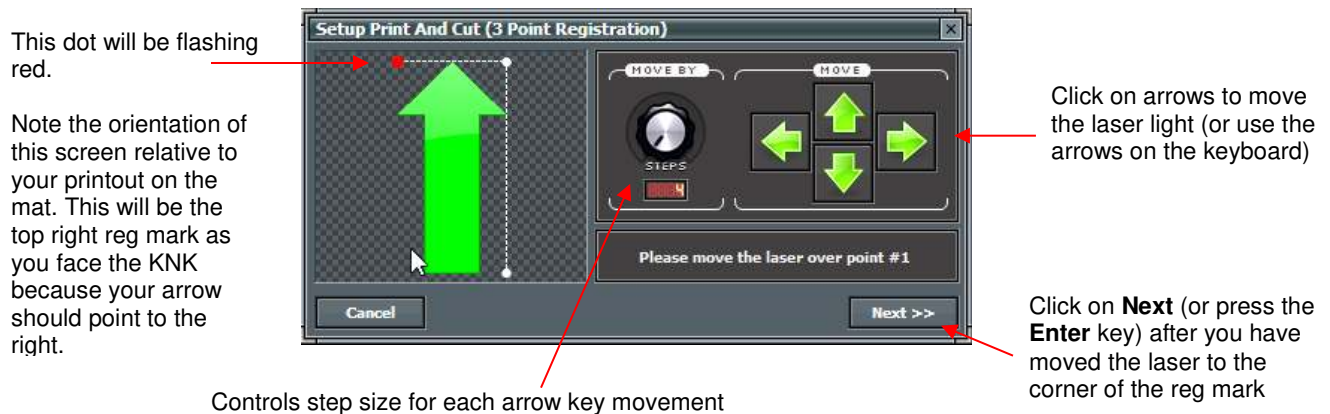 This dot will be flashing
red.
Note the orientation of
this screen relative to
your printout on the
mat. This will be the
top right reg mark as
you face the KNK
because your arrow
should point to the
right.
Setup Print And Cut (3 Point Registration)
MOVE BY
MOVE
STEPS
4
Please move the laser over point #1
Cancel
Next >>
Click on arrows to move
the laser light (or use the
arrows on the keyboard)
Click on Next (or press the
Enter key) after you have
moved the laser to the
corner of the reg mark
Controls step size for each arrow key movement